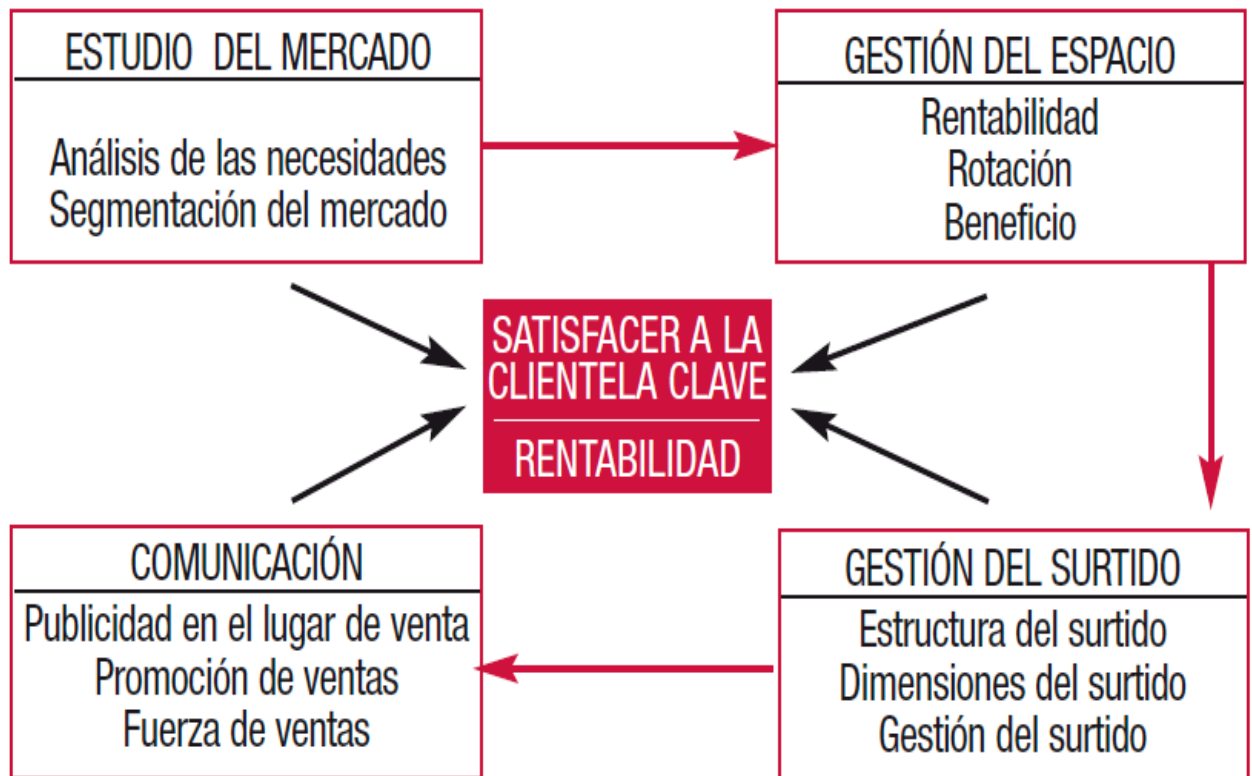 ESTUDIO DEL MERCADO
Análisis de las necesidades
Segmentación del mercado
GESTIÓN DEL ESPACIO
Rentabilidad
Rotación
Beneficio
SATISFACER A LA
CLIENTELA CLAVE
RENTABILIDAD
COMUNICACIÓN
Publicidad en el lugar de venta
Promoción de ventas
Fuerza de ventas
GESTIÓN DEL SURTIDO
Estructura del surtido
Dimensiones del surtido
Gestión del surtido